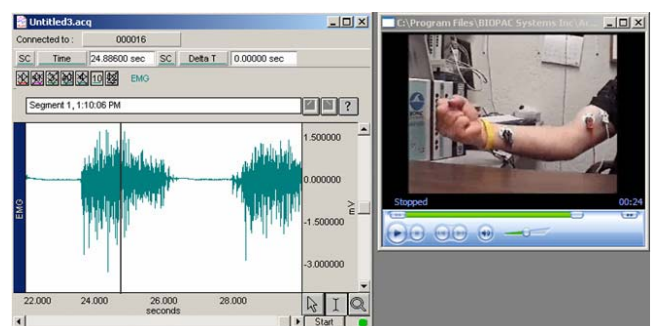 Untitled3.acq
Connected to : 000016
SC Time 24.88600 sec SC Delta T 0.00000 sec
EMG
Segment 1, 1:10:06 PM
?
EMG
1.500000
0.000000
-1.500000
-3.000000
mV
22.000 24.000 26.000 28.000
seconds
Start
C:\Program Files\BIOPAC Systems Inc\Ac...
Stopped 00:24